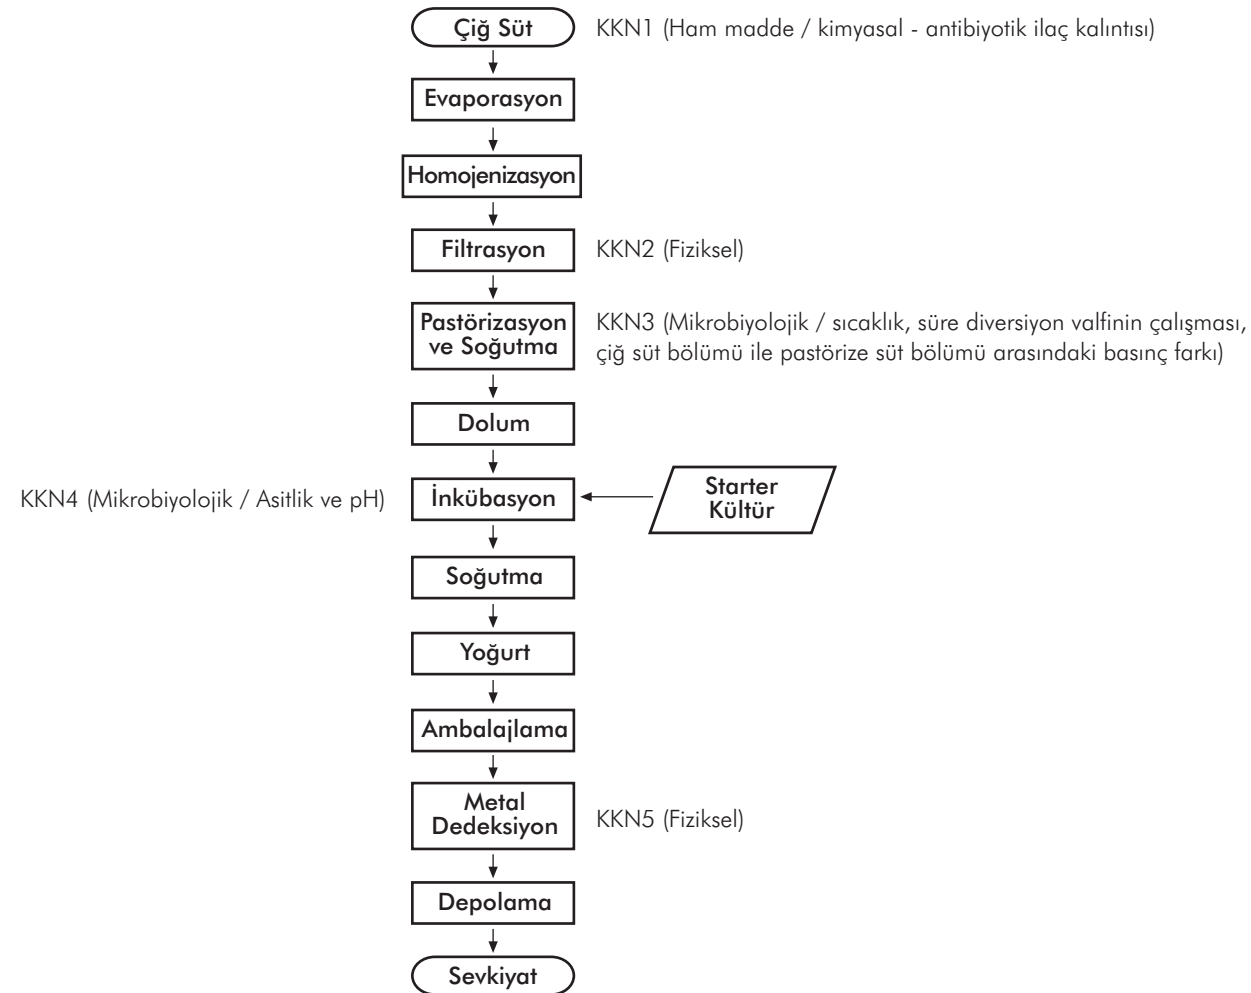 Çiğ Süt
KKN1 (Ham madde / kimyasal - antibiyotik ilaç kalıntısı)
Evaporasyon
Homojenizasyon
Filtrasyon
KKN2 (Fiziksel)
Pastörizasyon
ve Soğutma
KKN3 (Mikrobiyolojik / sıcaklık, süre diversiyon valfinin çalışması,
çiğ süt bölümü ile pastörize süt bölümü arasındaki basınç farkı)
Dolum
KKN4 (Mikrobiyolojik / Asitlik ve pH)
İnkübasyon
Starter
Kültür
Soğutma
Yoğurt
Ambalajlama
Metal
Dedeksiyon
KKN5 (Fiziksel)
Depolama
Sevkiyat